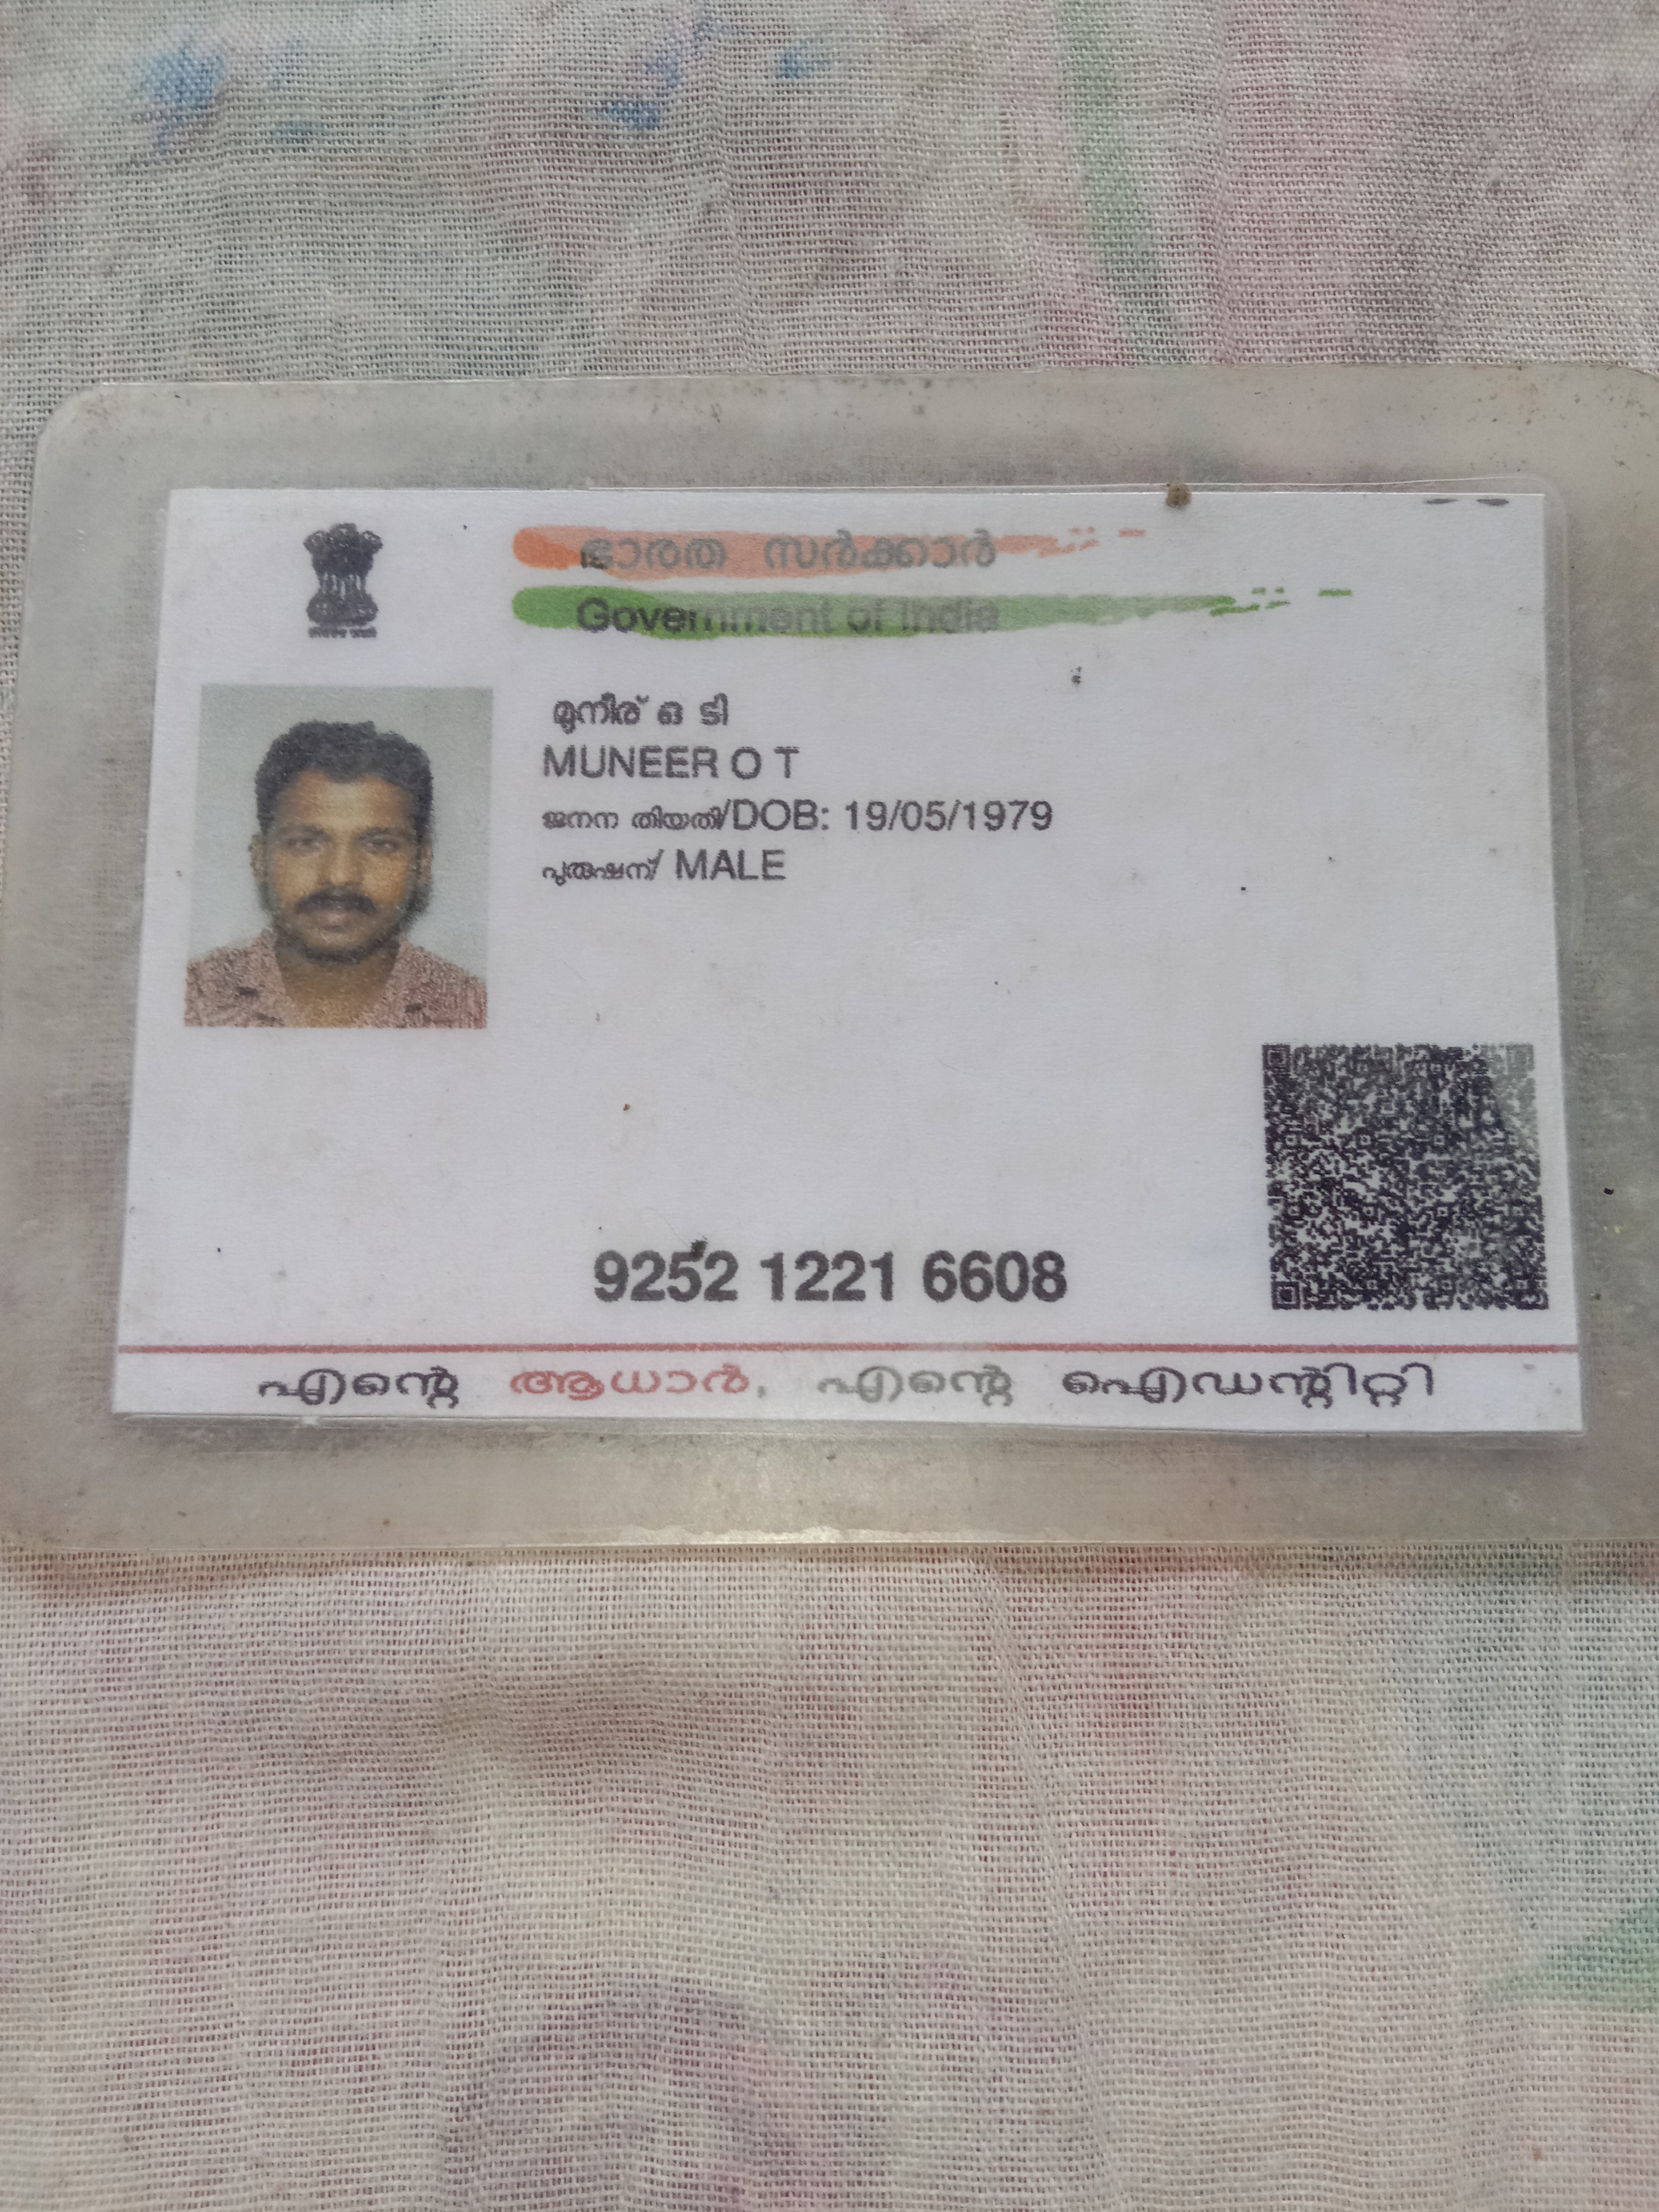 ഭാരത സർക്കാർ
Government of India
മുനീര് ഒ ടി
MUNEER O T
ജനന തിയതി/DOB: 19/05/1979
പുരുഷന്/ MALE
9252 1221 6608
എന്റെ ആധാർ, എന്റെ ഐഡന്റിറ്റി